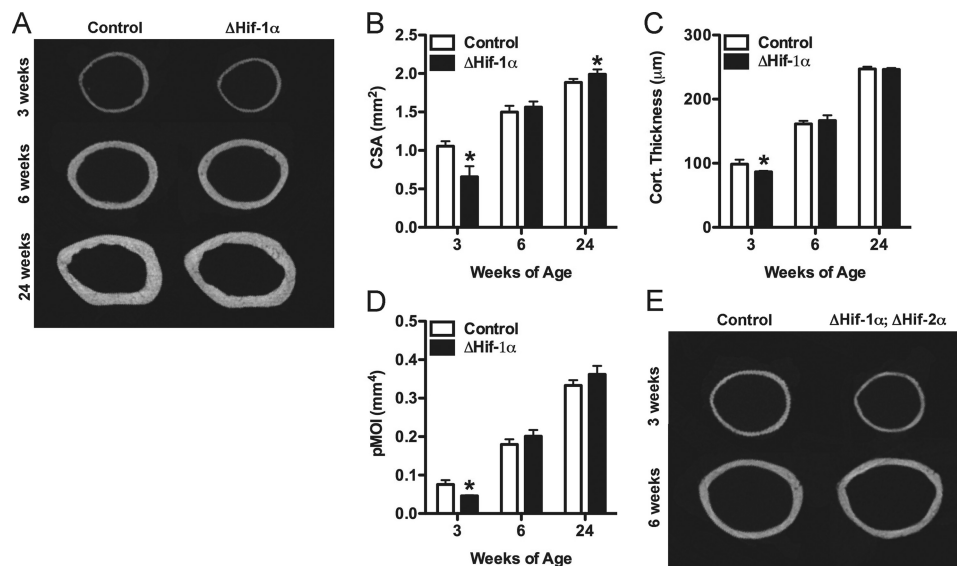 A
Control ΔHif-1α
3 weeks
6 weeks
24 weeks
B
Control
ΔHif-1α
CSA (mm²)
2.5
2.0
1.5
1.0
0.5
0.0
*
*
3 6 24
Weeks of Age
C
Control
ΔHif-1α
Cort. Thickness (μm)
300
200
100
0
*
3 6 24
Weeks of Age
D
Control
ΔHif-1α
pMOI (mm⁴)
0.5
0.4
0.3
0.2
0.1
0.0
*
3 6 24
Weeks of Age
E
Control ΔHif-1α; ΔHif-2α
3 weeks
6 weeks